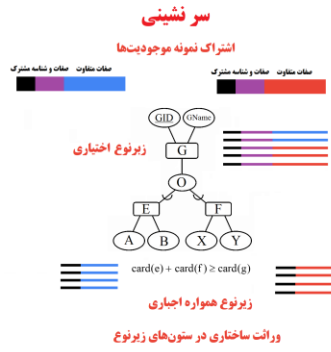 سر نشینی
اشتراک نمونه موجودیت‌ها
صفات متفاوت صفات و شناسه مشترک
صفات متفاوت صفات و شناسه مشترک
GID GName
زیرنوع اختیاری
G
O
E F
A B X Y
card(e) + card(f) ≥ card(g)
زیرنوع همواره اجباری
وراثت ساختاری در ستون‌های زیرنوع